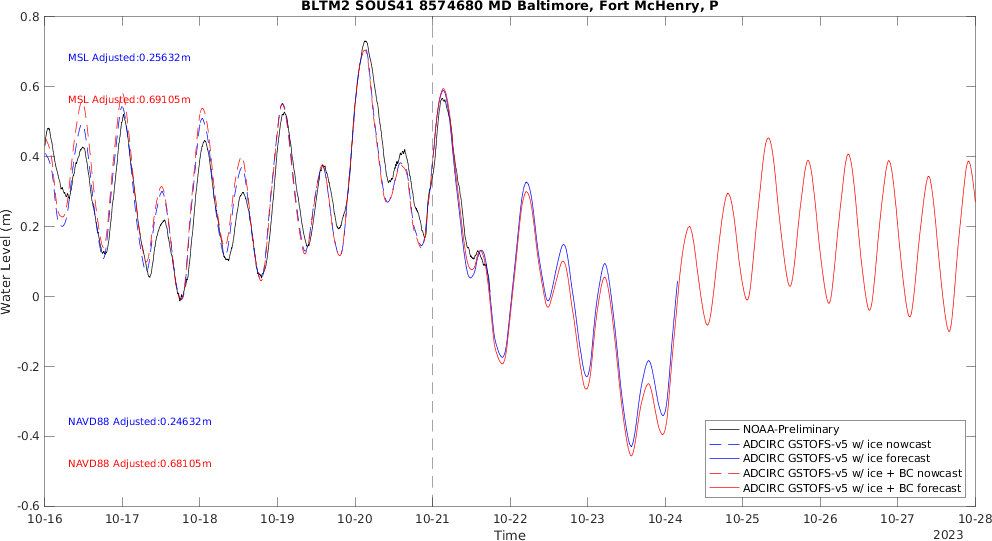 BLTM2 SOUS41 8574680 MD Baltimore, Fort McHenry, P
0.8
MSL Adjusted:0.25632m
0.6
MSL Adjusted:0.69105m
0.4
Water Level (m)
0.2
0
-0.2
NAVD88 Adjusted:0.24632m
-0.4
NAVD88 Adjusted:0.68105m
-0.6
NOAA-Preliminary
ADCIRC GSTOFS-v5 w/ ice nowcast
ADCIRC GSTOFS-v5 w/ ice forecast
ADCIRC GSTOFS-v5 w/ ice + BC nowcast
ADCIRC GSTOFS-v5 w/ ice + BC forecast
10-16 10-17 10-18 10-19 10-20 10-21 10-22 10-23 10-24 10-25 10-26 10-27 10-28
Time
2023